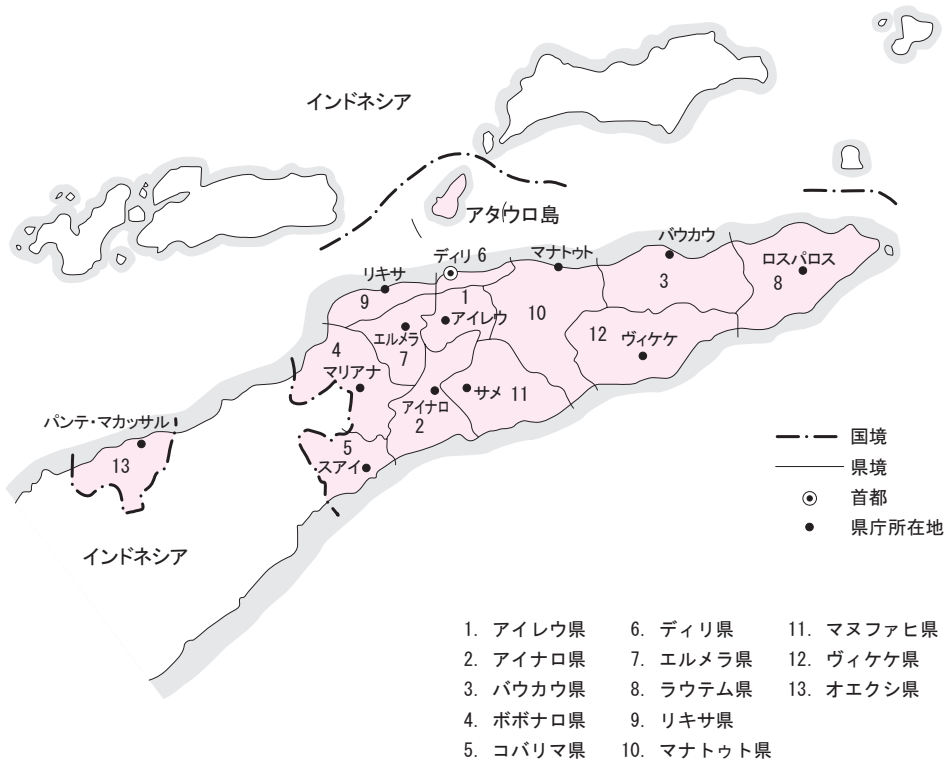 インドネシア
アタウロ島
バウカウ
ディリ 6
マナトゥト
ロスパロス
リキサ
3
8
9
1
10
アイレウ
エルメラ
12
ヴィケケ
4
7
マリアナ
アイナロ
サメ
11
2
パンテ・マカッサル
5
スアイ
13
国境
県境
首都
県庁所在地
インドネシア
1. アイレウ県
2. アイナロ県
3. バウカウ県
4. ボボナロ県
5. コバリマ県
6. ディリ県
7. エルメラ県
8. ラウテム県
9. リキサ県
10. マナトゥト県
11. マヌファヒ県
12. ヴィケケ県
13. オエクシ県